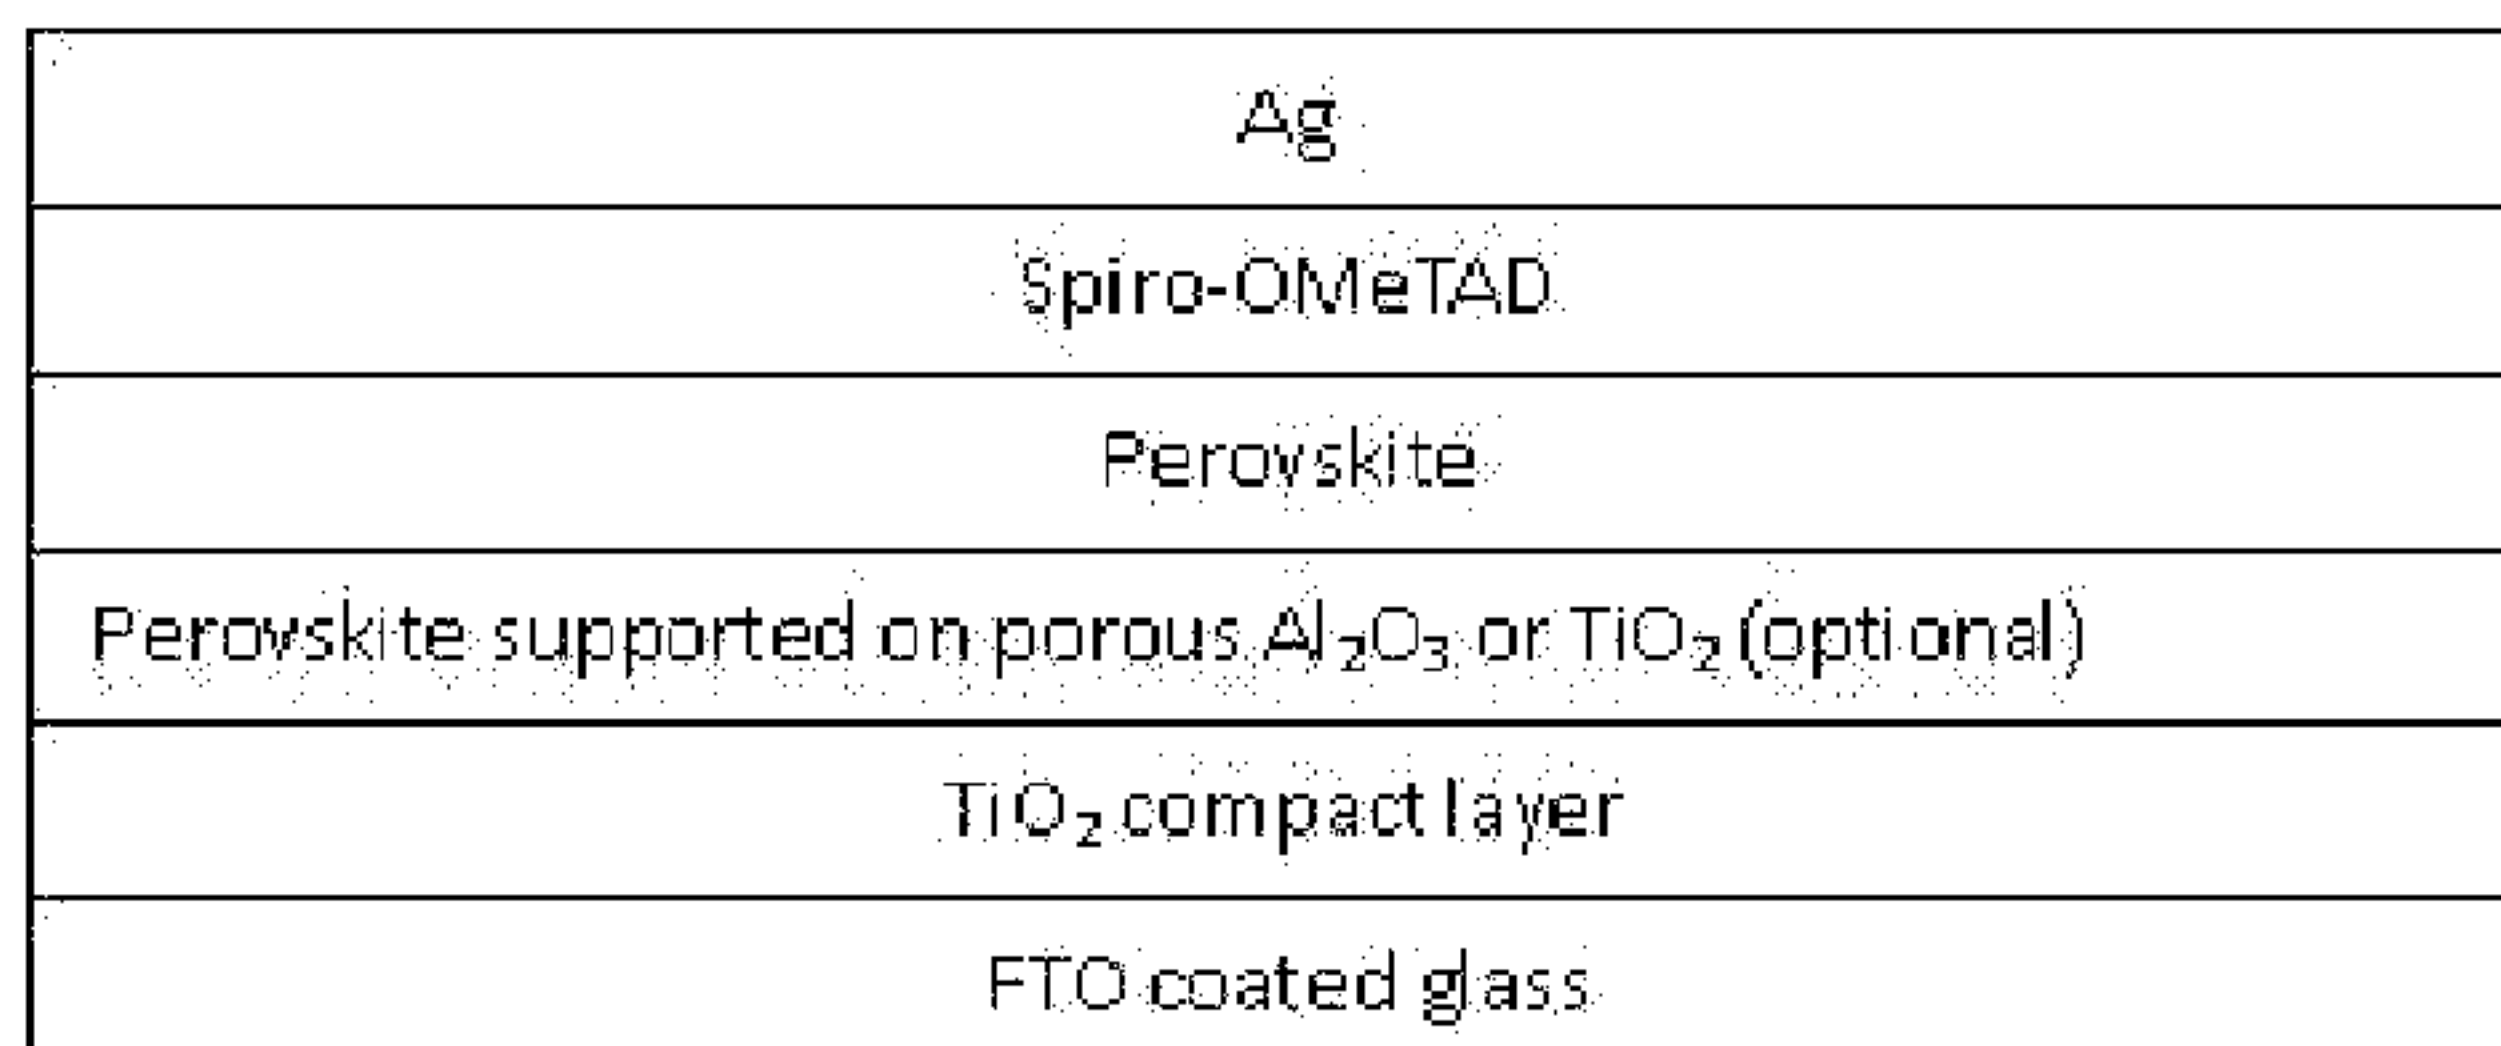 Ag
Spiro-OMeTAD
Perovskite
Perovskite supported on porous Al₂O₃ or TiO₂ (optional)
TiO₂ compact layer
FTO coated glass